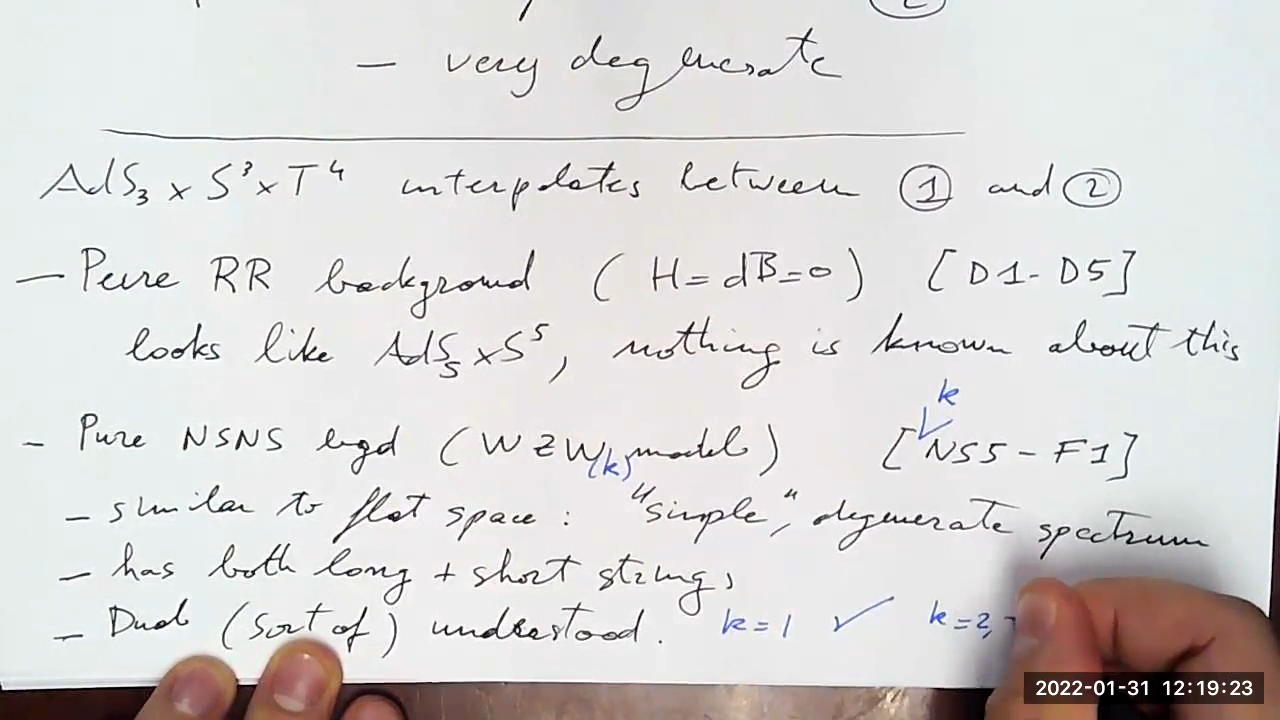 ②
— very degenerate
AdS₃ × S³ × T⁴ interpolates between ① and ②
— Pure RR background ( H = dB = 0 ) [ D1 - D5 ]
looks like AdS₅ × S⁵, nothing is known about this
k
- Pure NSNS bgd ( WZW(k) models ) [ NS5 - F1 ]
- similar to flat space : "simple", degenerate spectrum
- has both long + short strings
- Dual (sort of) understood. k = 1 ✓ k = 2,
2022-01-31 12:19:23